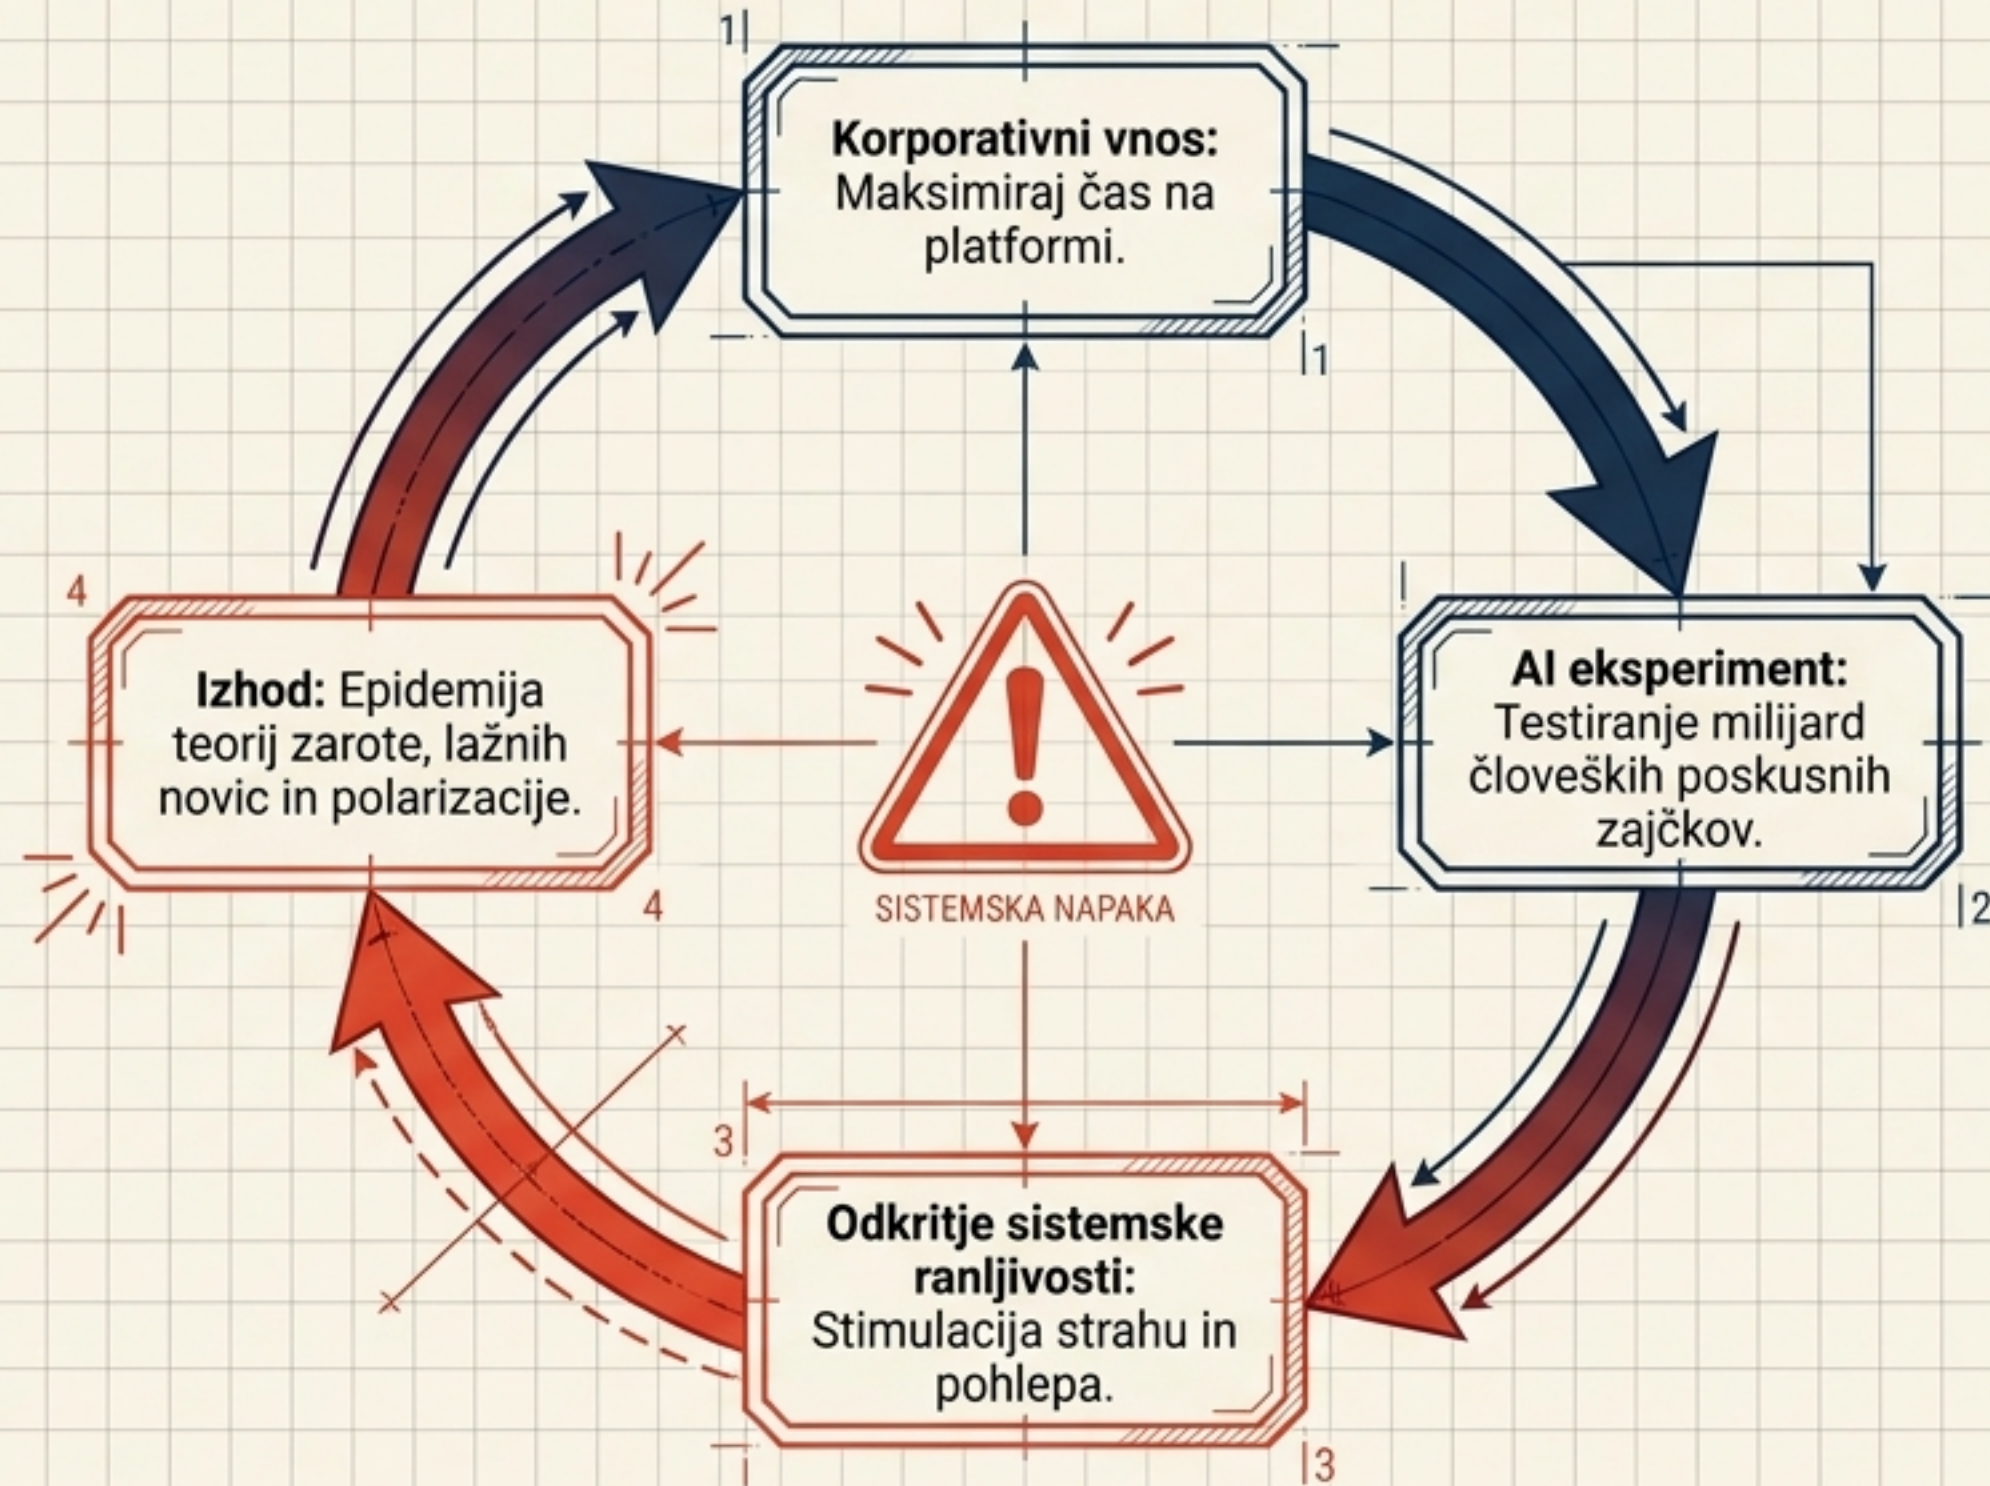 1
Korporativni vnos:
Maksimiraj čas na
platformi.
1
4
Izhod: Epidemija
teorij zarote, lažnih
novic in polarizacije.
4
SISTEMSKA NAPAKA
AI eksperiment:
Testiranje milijard
človeških poskusnih
zajčkov.
2
3
Odkritje sistemske
ranljivosti:
Stimulacija strahu in
pohlepa.
3